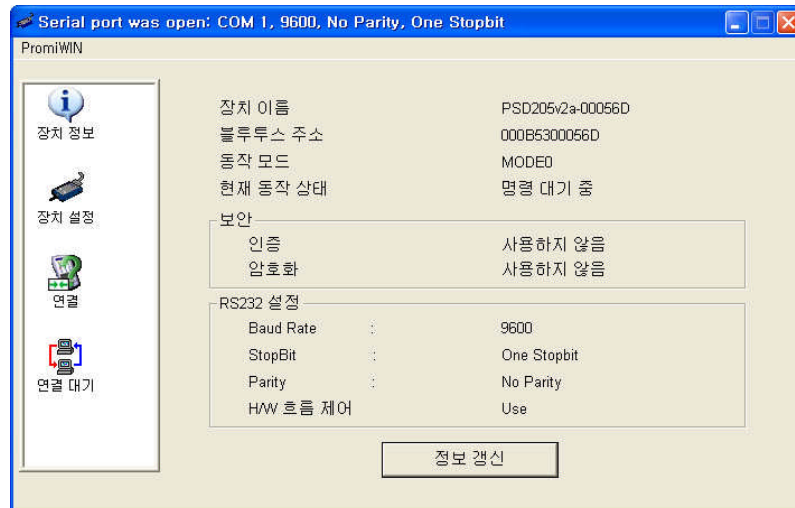 Serial port was open: COM 1, 9600, No Parity, One Stopbit
PromiWIN
장치 정보
장치 설정
연결
연결 대기
장치 이름 PSD205v2a-00056D
블루투스 주소 000B5300056D
동작 모드 MODE0
현재 동작 상태 명령 대기 중
보안
인증 사용하지 않음
암호화 사용하지 않음
RS232 설정
Baud Rate : 9600
StopBit : One Stopbit
Parity : No Parity
H/W 흐름 제어 Use
정보 갱신